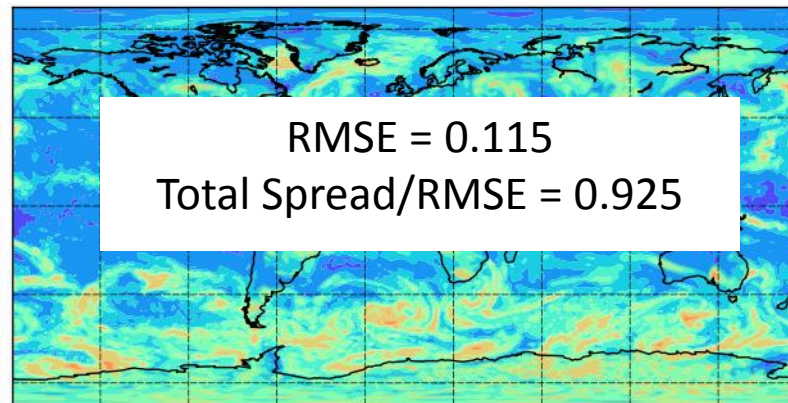 RMSE = 0.115
Total Spread/RMSE = 0.925